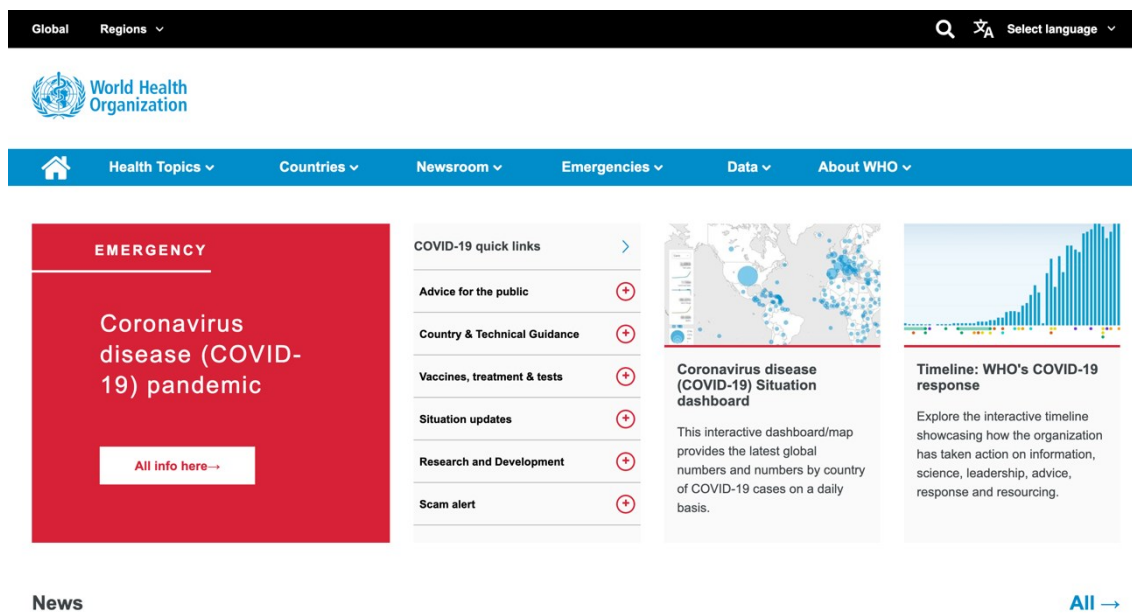 Global
Regions
Select language
World Health
Organization
Health Topics
Countries
Newsroom
Emergencies
Data
About WHO
EMERGENCY
Coronavirus
disease (COVID-
19) pandemic
All info here→
COVID-19 quick links
Advice for the public
Country & Technical Guidance
Vaccines, treatment & tests
Situation updates
Research and Development
Scam alert
Coronavirus disease
(COVID-19) Situation
dashboard
This interactive dashboard/map
provides the latest global
numbers and numbers by country
of COVID-19 cases on a daily
basis.
Timeline: WHO's COVID-19
response
Explore the interactive timeline
showcasing how the organization
has taken action on information,
science, leadership, advice,
response and resourcing.
News
All →